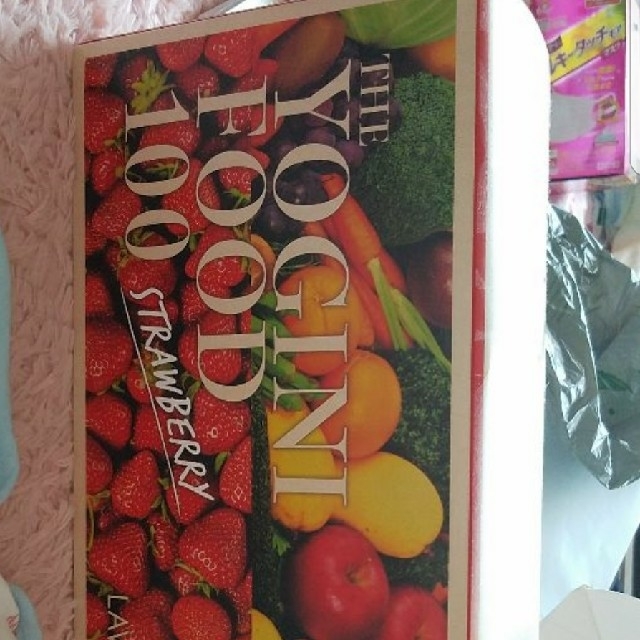 THE
YOGINI
FOOD
100 STRAWBERRY